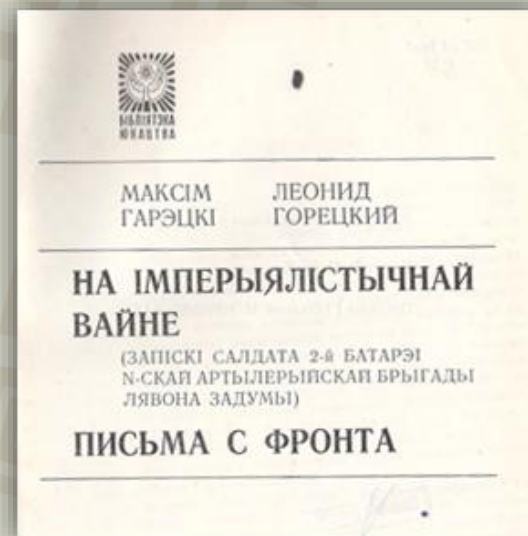 БІБЛІЯТЭКА
ЮНАЦТВА
МАКСІМ ЛЕОНИД
ГАРЭЦКІ ГОРЕЦКИЙ
НА ІМПЕРЫЯЛІСТЫЧНАЙ
ВАЙНЕ
(ЗАПІСКІ САЛДАТА 2-й БАТАРЭІ
N-СКАЙ АРТЫЛЕРЫЙСКАЙ БРЫГАДЫ
ЛЯВОНА ЗАДУМЫ)
ПИСЬМА С ФРОНТА